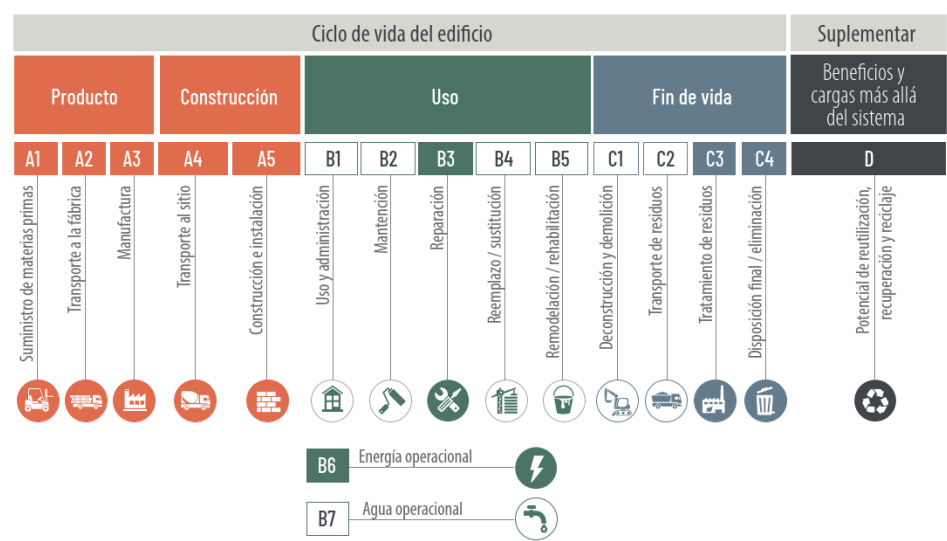 Ciclo de vida del edificio
Suplementar
Producto
Construcción
Uso
Fin de vida
Beneficios y
cargas más allá
del sistema
A1
A2
A3
A4
A5
B1
B2
B3
B4
B5
C1
C2
C3
C4
D
Suministro de materias primas
Transporte a la fábrica
Manufactura
Transporte al sitio
Construcción e instalación
Uso y administración
Mantención
Reparación
Reemplazo / sustitución
Remodelación / rehabilitación
Deconstrucción y demolición
Transporte de residuos
Tratamiento de residuos
Disposición final / eliminación
Potencial de reutilización,
recuperación y reciclaje
B6
Energía operacional
B7
Agua operacional